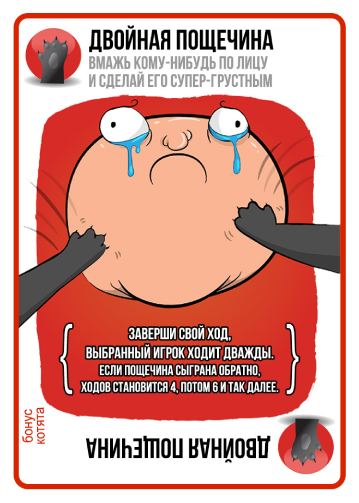 ДВОЙНАЯ ПОЩЕЧИНА
ВМАЖЬ КОМУ-НИБУДЬ ПО ЛИЦУ
И СДЕЛАЙ ЕГО СУПЕР-ГРУСТНЫМ
ЗАВЕРШИ СВОЙ ХОД,
ВЫБРАННЫЙ ИГРОК ХОДИТ ДВАЖДЫ.
ЕСЛИ ПОЩЕЧИНА СЫГРАНА ОБРАТНО,
ХОДОВ СТАНОВИТСЯ 4, ПОТОМ 6 И ТАК ДАЛЕЕ.
бонус
котята
ДВОЙНАЯ ПОЩЕЧИНА